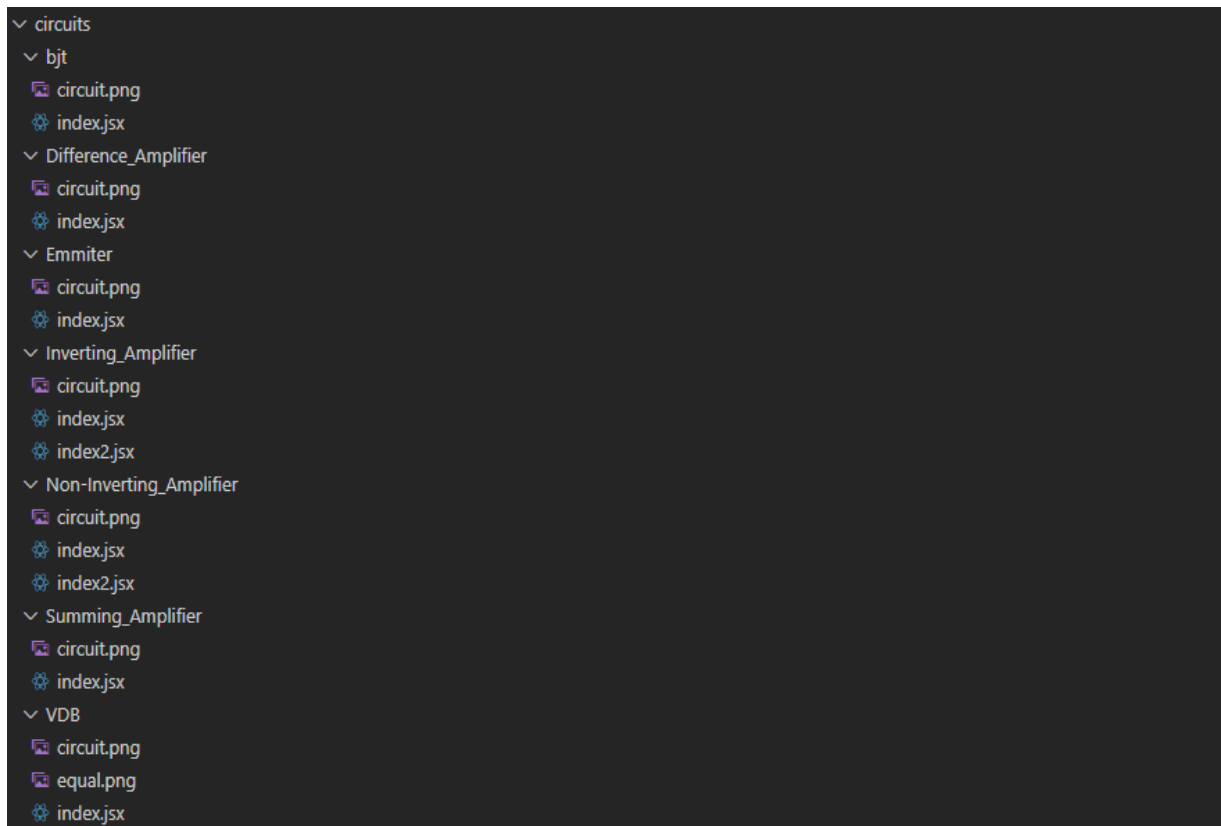 circuits
bjt
circuit.png
index.jsx
Difference_Amplifier
circuit.png
index.jsx
Emmiter
circuit.png
index.jsx
Inverting_Amplifier
circuit.png
index.jsx
index2.jsx
Non-Inverting_Amplifier
circuit.png
index.jsx
index2.jsx
Summing_Amplifier
circuit.png
index.jsx
VDB
circuit.png
equal.png
index.jsx